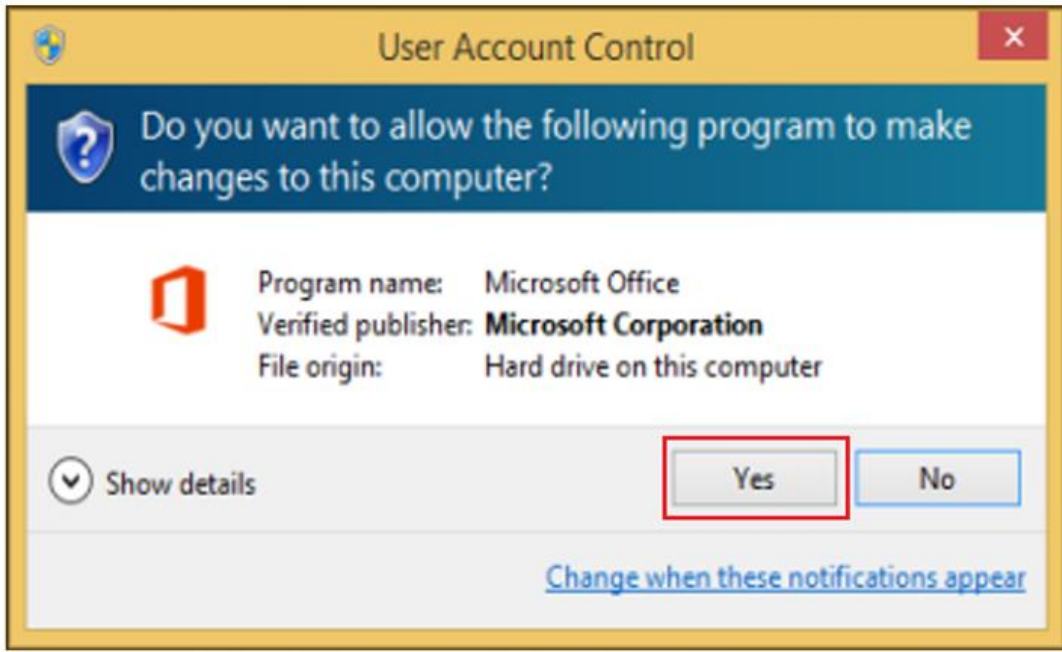 User Account Control
Do you want to allow the following program to make
changes to this computer?
Program name: Microsoft Office
Verified publisher: Microsoft Corporation
File origin: Hard drive on this computer
Show details
Yes
No
Change when these notifications appear